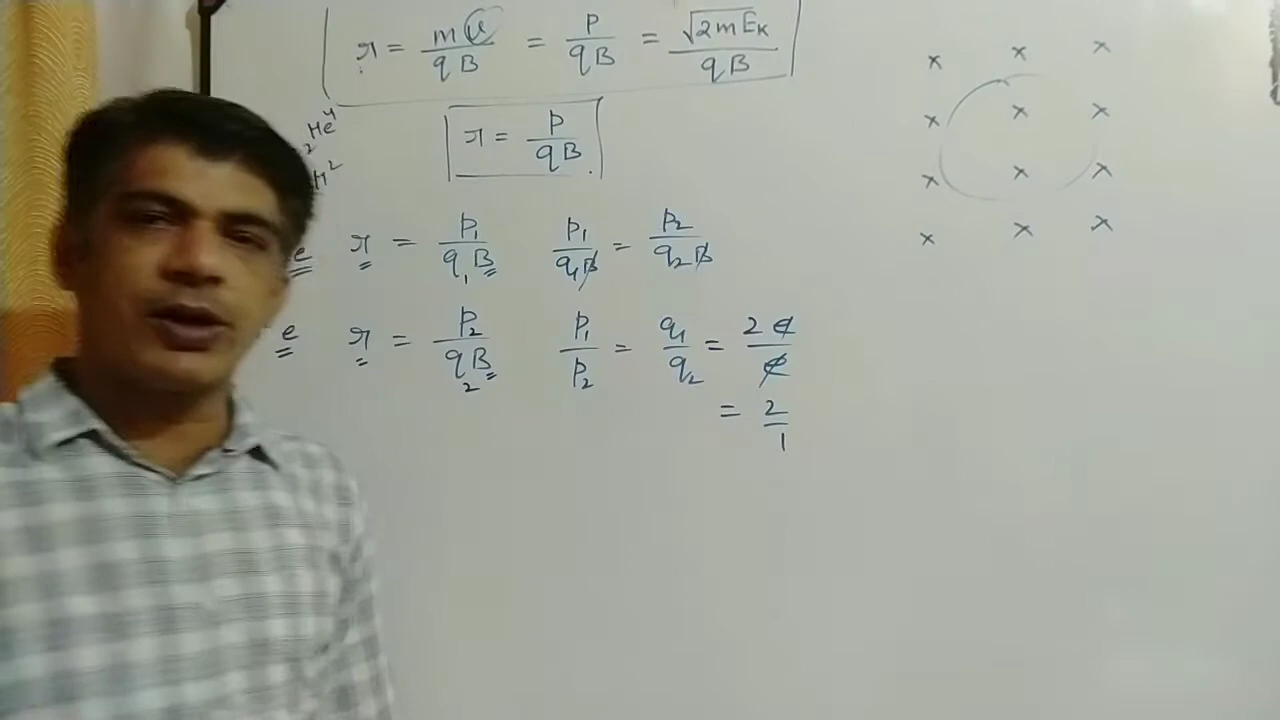 r = mv/qB = p/qB = √2mEk/qB
₂He⁴
H²
r = p/qB
e r = p₁/q₁B p₁/q₁B = p₂/q₂B
e r = p₂/q₂B p₁/p₂ = q₁/q₂ = 2e/e
= 2/1
x x x
x x x
x x x
x x x